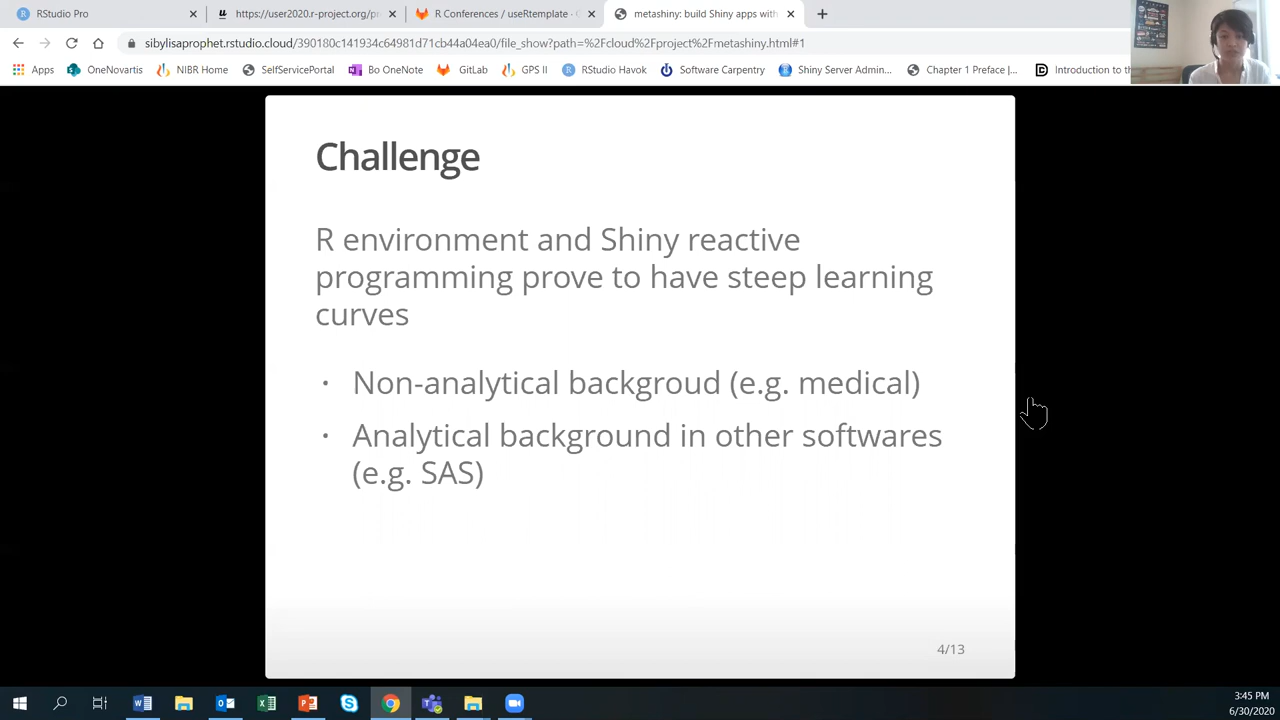 RStudio Pro
https://user2020.r-project.org/pr
R Conferences / useRtemplate · G
metashiny: build Shiny apps with
sibylisaprophet.rstudio.cloud/390180c141934c64981d71
a04ea0/file_show?path=%2Fcloud%2Fproject%2Fmetashiny.html#1
Apps
OneNovartis
NIBR Home
SelfServicePortal
Bo OneNote
GitLab
GPS II
RStudio Havok
Software Carpentry
Shiny Server Admin...
Chapter 1 Preface |...
Introduction to th
Challenge
R environment and Shiny reactive
programming prove to have steep learning
curves
· Non-analytical backgroud (e.g. medical)
· Analytical background in other softwares
(e.g. SAS)
4/13
3:45 PM
6/30/2020